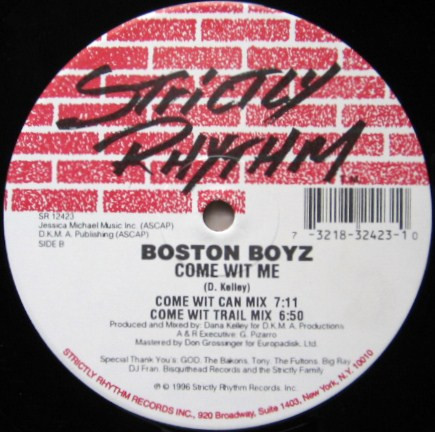 STRICTLY
RHYTHM
TM
SR 12423
Jessica Michael Music Inc. (ASCAP)
D.K.M. A. Publishing (ASCAP)
SIDE B
7 -3218-32423-1 0
BOSTON BOYZ
COME WIT ME
(D. Kelley)
COME WIT CAN MIX 7:11
COME WIT TRAIL MIX 6:50
Produced and Mixed by: Dana Kelley for D.K.M. A. Productions
A & R Executive: G. Pizarro
Mastered by Don Grossinger for Europadisk, Ltd.
Special Thank You's: GOD. The Bakons. Tony. The Fultons. Big Ray
DJ Fran. Bisquithead Records and the Strictly Family
℗ © 1996 Strictly Rhythm Records, Inc.
STRICTLY RHYTHM RECORDS INC., 920 Broadway, Suite 1403, New York, N.Y. 10010